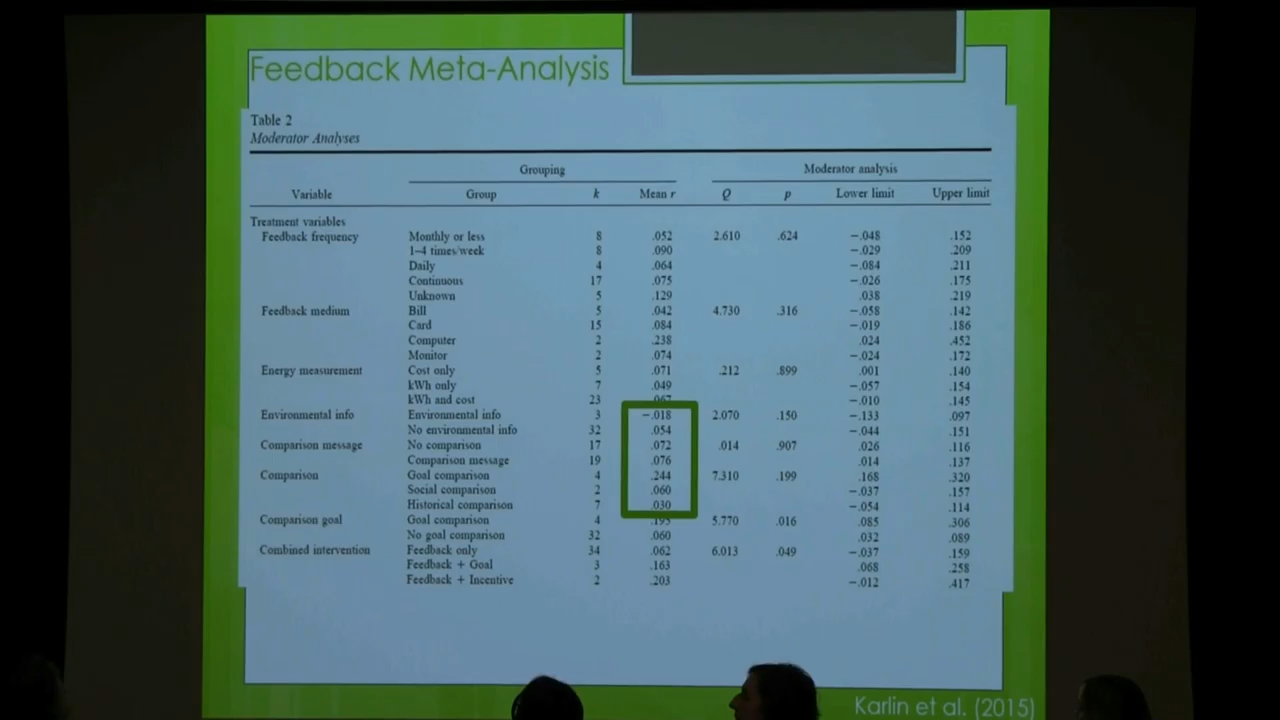 Feedback Meta-Analysis
Table 2
Moderator Analyses
Grouping Moderator analysis
Variable Group k Mean r Q p Lower limit Upper limit
Treatment variables
Feedback frequency Monthly or less 8 .052 2.610 .624 −.048 .152
1–4 times/week 8 .090 −.029 .209
Daily 4 .064 −.084 .211
Continuous 17 .075 −.026 .175
Unknown 5 .129 .038 .219
Feedback medium Bill 5 .042 4.730 .316 −.058 .142
Card 15 .084 −.019 .186
Computer 2 .238 .024 .452
Monitor 2 .074 −.024 .172
Energy measurement Cost only 5 .071 .212 .899 .001 .140
kWh only 7 .049 −.057 .154
kWh and cost 23 .067 −.010 .145
Environmental info Environmental info 3 −.018 2.070 .150 −.133 .097
No environmental info 32 .054 −.044 .151
Comparison message No comparison 17 .072 .014 .907 .026 .116
Comparison message 19 .076 .014 .137
Comparison Goal comparison 4 .244 7.310 .199 .168 .320
Social comparison 2 .060 −.037 .157
Historical comparison 7 .030 −.054 .114
Comparison goal Goal comparison 4 .195 5.770 .016 .085 .306
No goal comparison 32 .060 .032 .089
Combined intervention Feedback only 34 .062 6.013 .049 −.037 .159
Feedback + Goal 3 .163 .068 .258
Feedback + Incentive 2 .203 −.012 .417
Karlin et al. (2015)